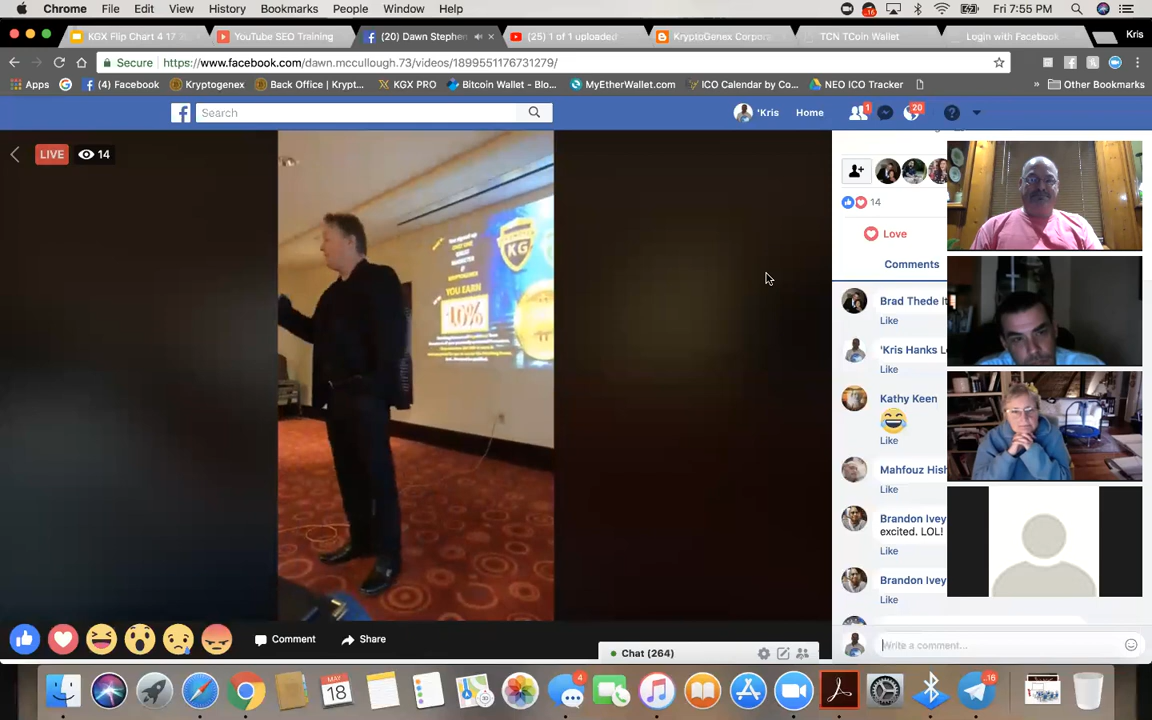 Chrome File Edit View History Bookmarks People Window Help
Fri 7:55 PM
KGX Flip Chart 4 17
YouTube SEO Training
(20) Dawn Stephen
(25) 1 of 1 uploaded
KryptoGenex Corpora
TCN TCoin Wallet
Login with Facebook
Kris
Secure https://www.facebook.com/dawn.mccullough.73/videos/1899551176731279/
Apps
(4) Facebook
Kryptogenex
Back Office | Krypt...
KGX PRO
Bitcoin Wallet - Blo...
MyEtherWallet.com
ICO Calendar by Co...
NEO ICO Tracker
» Other Bookmarks
Search
'Kris
Home
1
20
LIVE
14
KG
YOU EARN
10%
14
Love
Comments
Brad Thede
Like
'Kris Hanks
Like
Kathy Keen
Like
Mahfouz
Like
Brandon Ivey
excited. LOL!
Like
Brandon Ivey
Like
Write a comment...
Comment
Share
Chat (264)
MAY
18
4